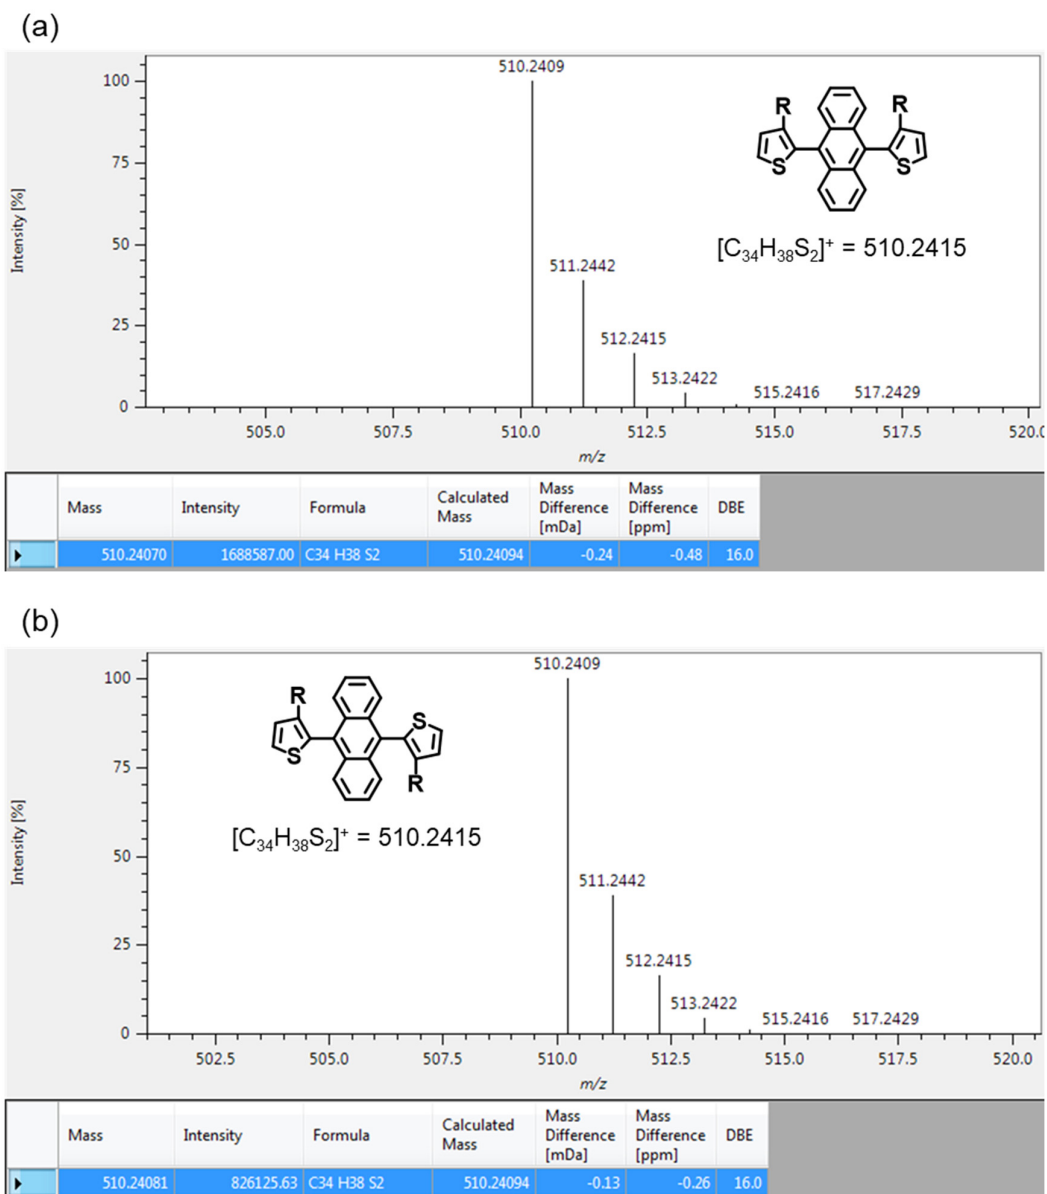 (a)
510.2409
100
R
R
S
S
75
[C34H38S2]+ = 510.2415
Intensity [%]
50
511.2442
512.2415
25
513.2422
515.2416
517.2429
0
505.0
507.5
510.0
512.5
515.0
517.5
520.0
m/z
Mass
Intensity
Formula
Calculated
Mass
Mass
Difference
[mDa]
Mass
Difference
[ppm]
DBE
510.24070
1688587.00
C34 H38 S2
510.24094
-0.24
-0.48
16.0
(b)
510.2409
100
R
S
S
R
75
[C34H38S2]+ = 510.2415
Intensity [%]
50
511.2442
25
512.2415
513.2422
515.2416
517.2429
0
502.5
505.0
507.5
510.0
512.5
515.0
517.5
520.0
m/z
Mass
Intensity
Formula
Calculated
Mass
Mass
Difference
[mDa]
Mass
Difference
[ppm]
DBE
510.24081
826125.63
C34 H38 S2
510.24094
-0.13
-0.26
16.0